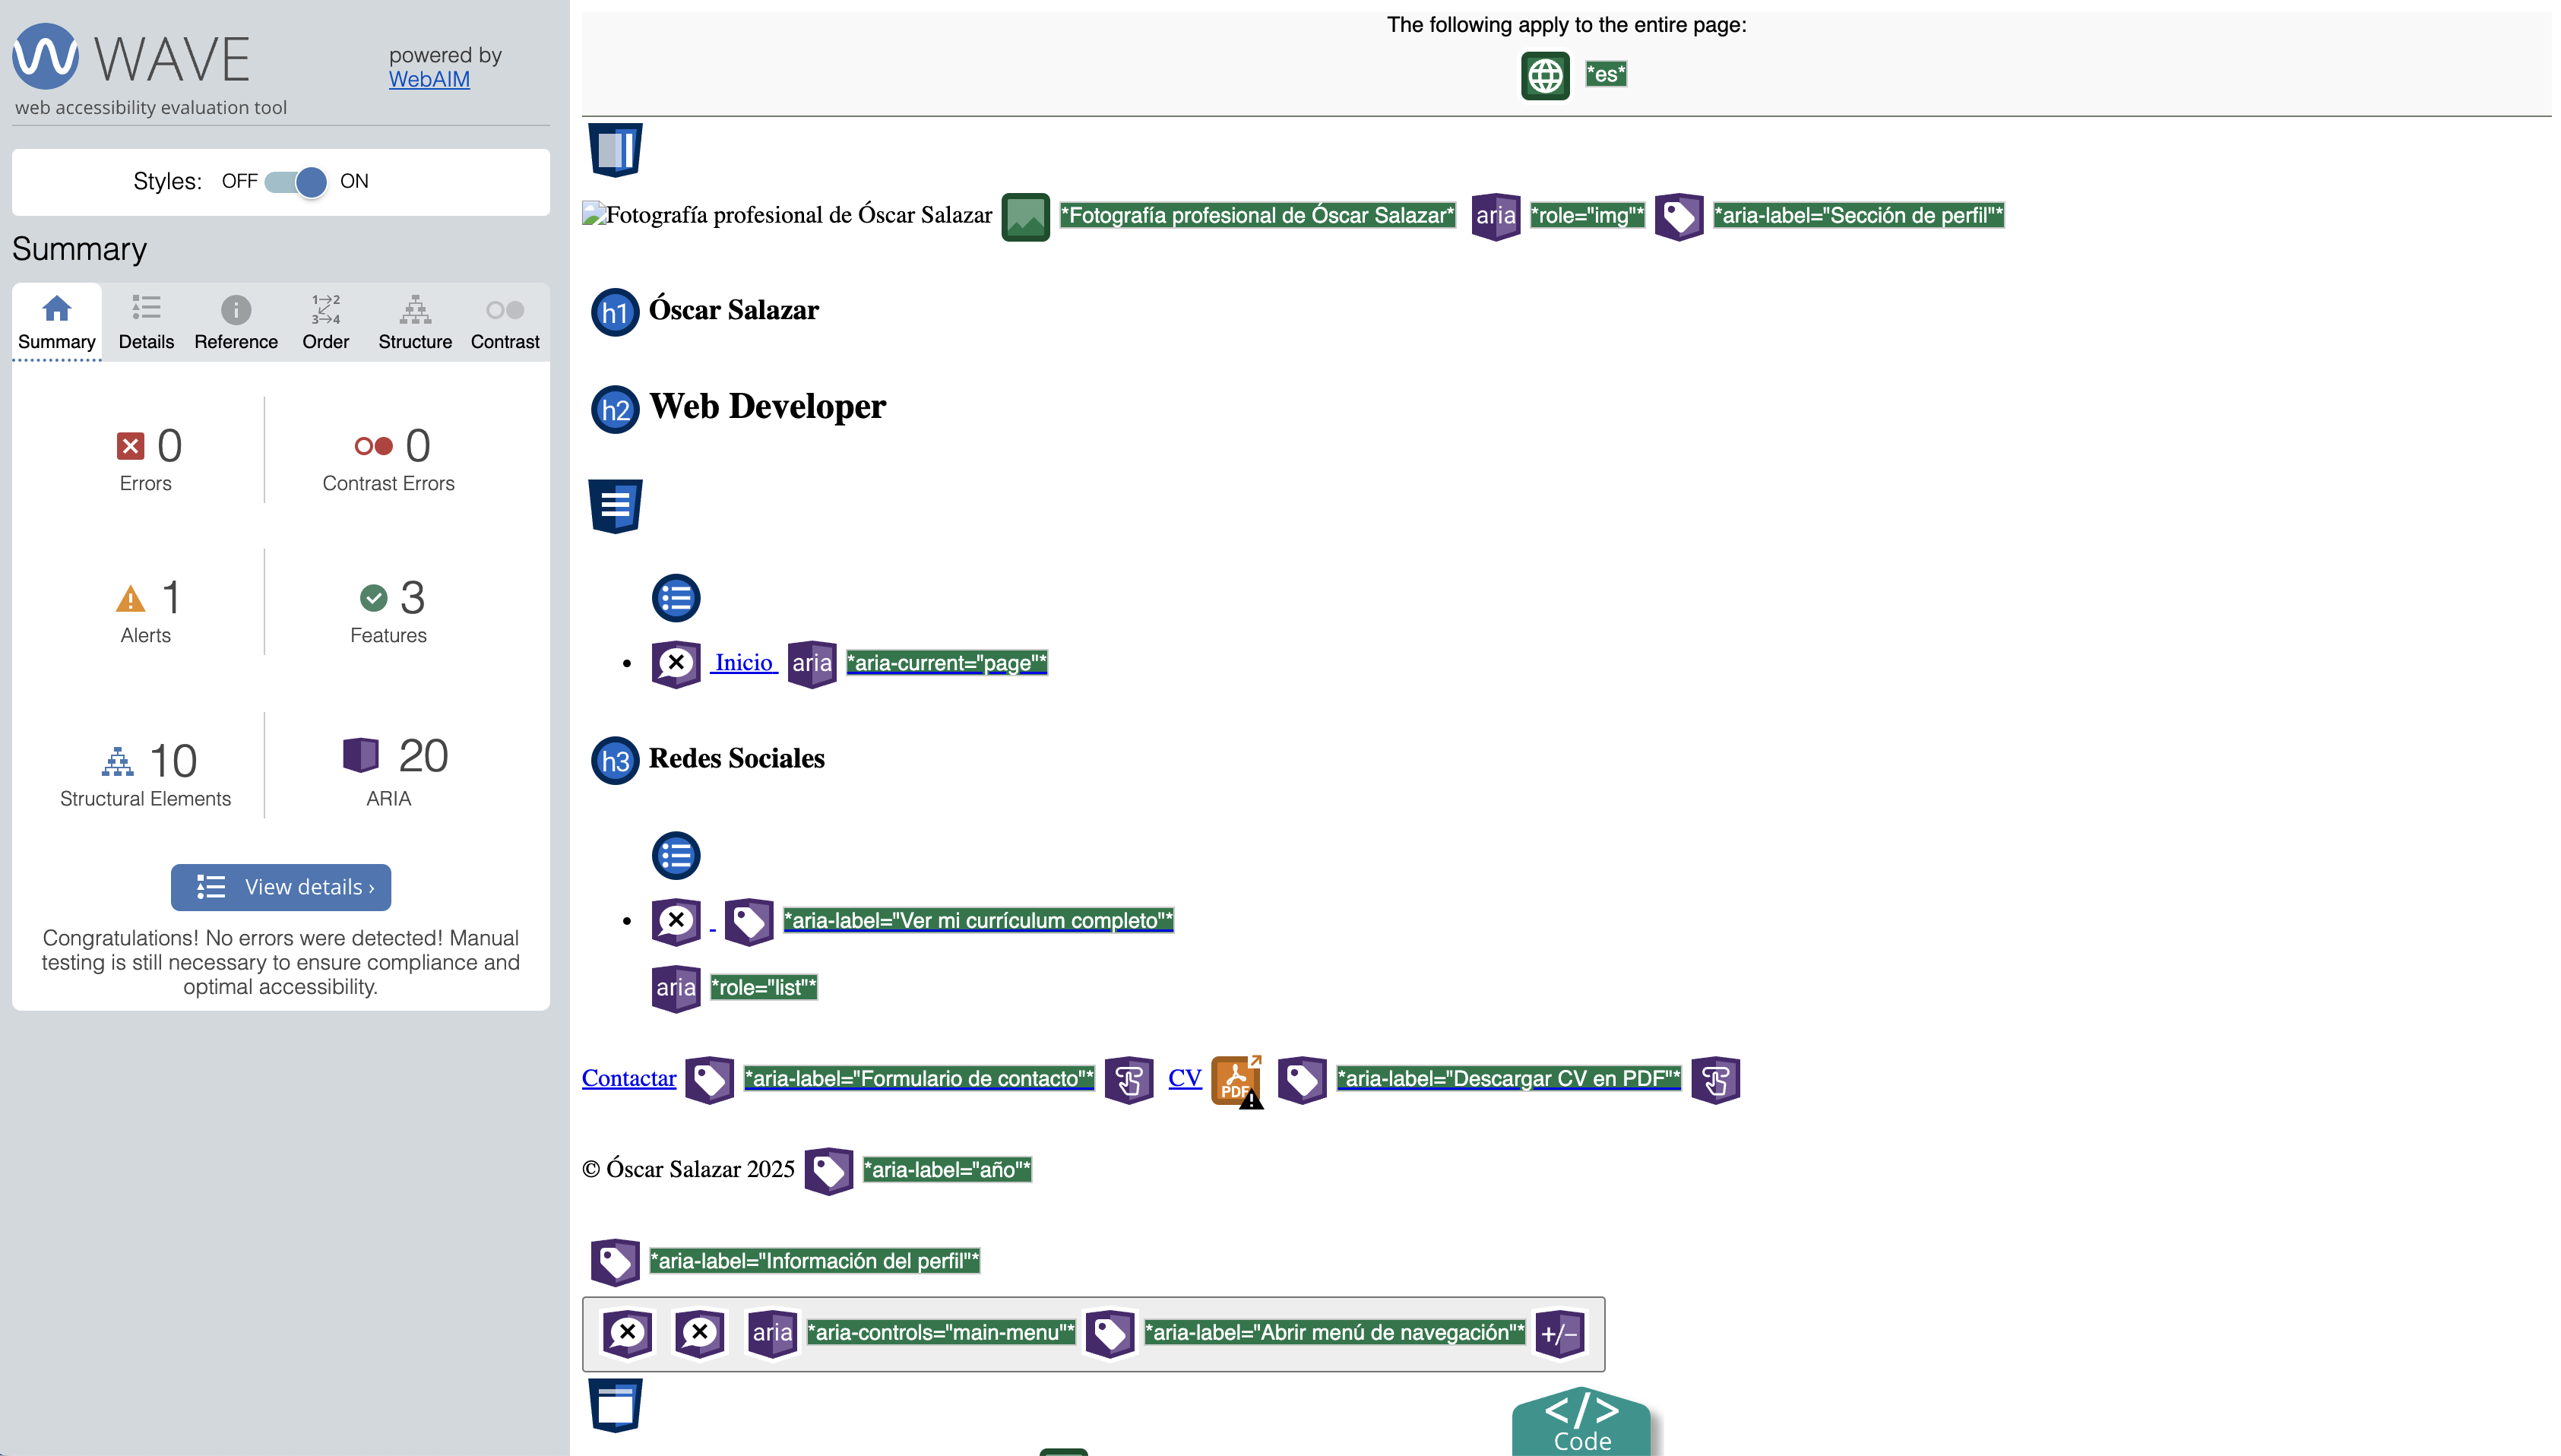 WAVE
powered by
WebAIM
web accessibility evaluation tool
Styles: OFF ON
Summary
1→2
3→4
Summary Details Reference Order Structure Contrast
0 0
Errors Contrast Errors
1 3
Alerts Features
10 20
Structural Elements ARIA
View details ›
Congratulations! No errors were detected! Manual
testing is still necessary to ensure compliance and
optimal accessibility.
The following apply to the entire page:
*es*
Fotografía profesional de Óscar Salazar *Fotografía profesional de Óscar Salazar* aria *role="img"* *aria-label="Sección de perfil"*
h1 Óscar Salazar
h2 Web Developer
Inicio aria *aria-current="page"*
h3 Redes Sociales
*aria-label="Ver mi currículum completo"*
aria *role="list"*
Contactar *aria-label="Formulario de contacto"* CV PDF *aria-label="Descargar CV en PDF"*
© Óscar Salazar 2025 *aria-label="año"*
*aria-label="Información del perfil"*
aria *aria-controls="main-menu"* *aria-label="Abrir menú de navegación"* +/−
</> Code